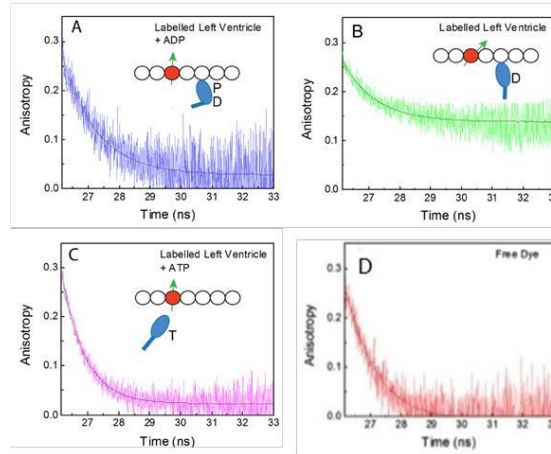 A
Labelled Left Ventricle
+ ADP
P
D
Anisotropy
0.3
0.2
0.1
0.0
27 28 29 30 31 32 33
Time (ns)
B
Labelled Left Ventricle
D
Anisotropy
0.3
0.2
0.1
0.0
27 28 29 30 31 32 33
Time (ns)
C
Labelled Left Ventricle
+ ATP
T
Anisotropy
0.3
0.2
0.1
0.0
27 28 29 30 31 32 33
Time (ns)
D
Free Dye
Anisotropy
0.3
0.2
0.1
0.0
27 28 29 30 31 32 33
Time (ns)